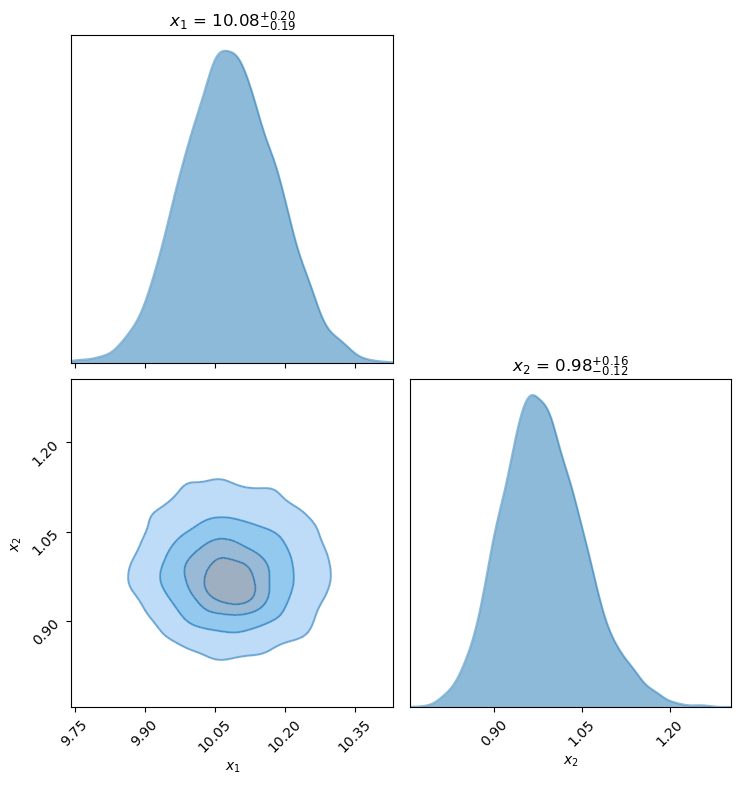 x₁ = 10.08⁺⁰·²⁰₋₀.₁₉
x₂ = 0.98⁺⁰·¹⁶₋₀.₁₂
1.20
1.05
0.90
x₂
9.75 9.90 10.05 10.20 10.35
x₁
0.90 1.05 1.20
x₂